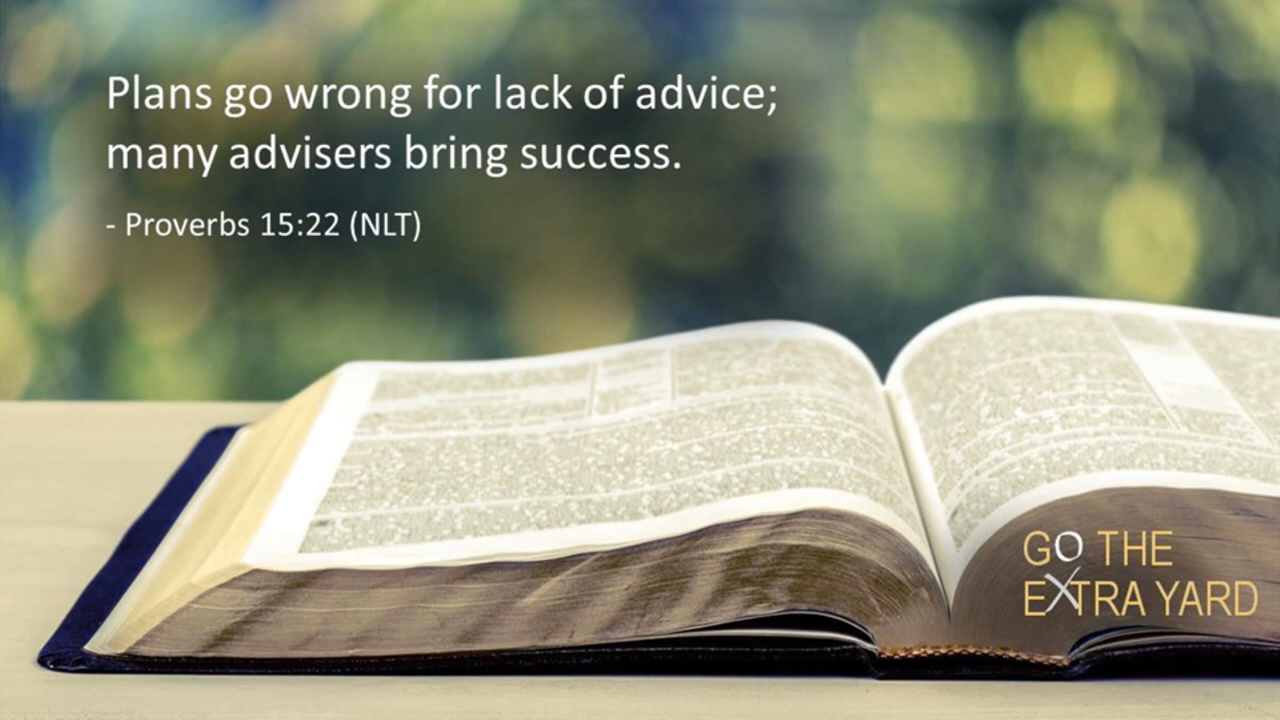 Plans go wrong for lack of advice;
many advisers bring success.
- Proverbs 15:22 (NLT)
GO THE
EXTRA YARD